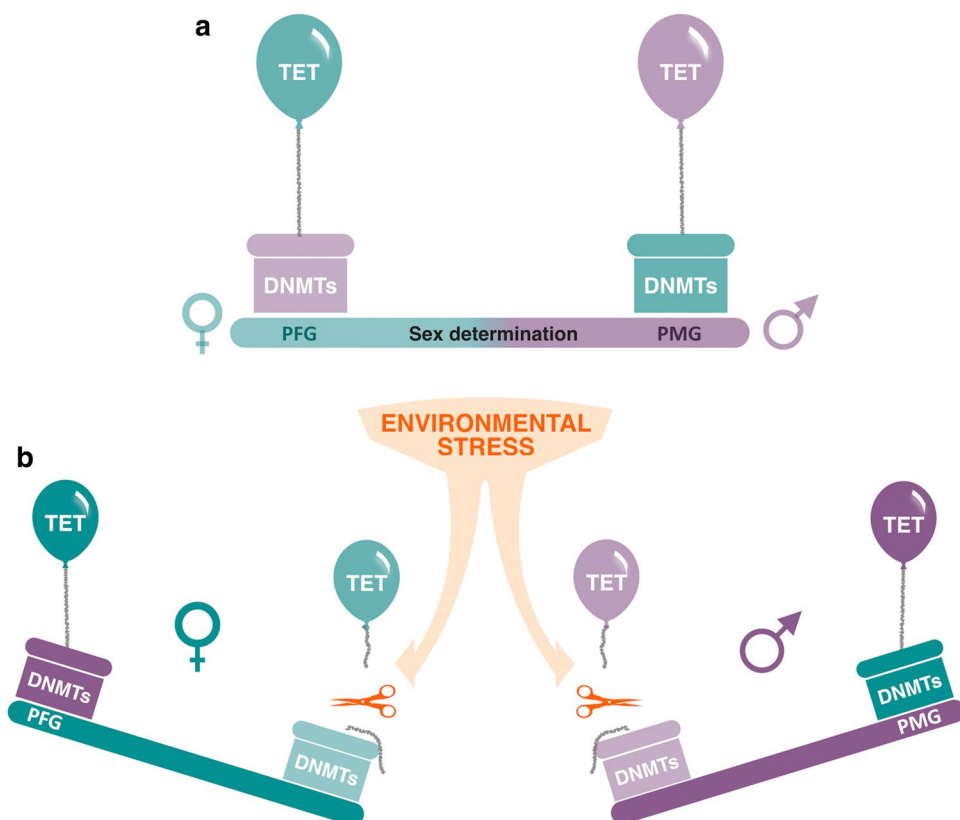 a
TET
TET
DNMTs
DNMTs
PFG
Sex determination
PMG
ENVIRONMENTAL
STRESS
b
TET
TET
TET
TET
DNMTs
DNMTs
PFG
PMG
DNMTs
DNMTs